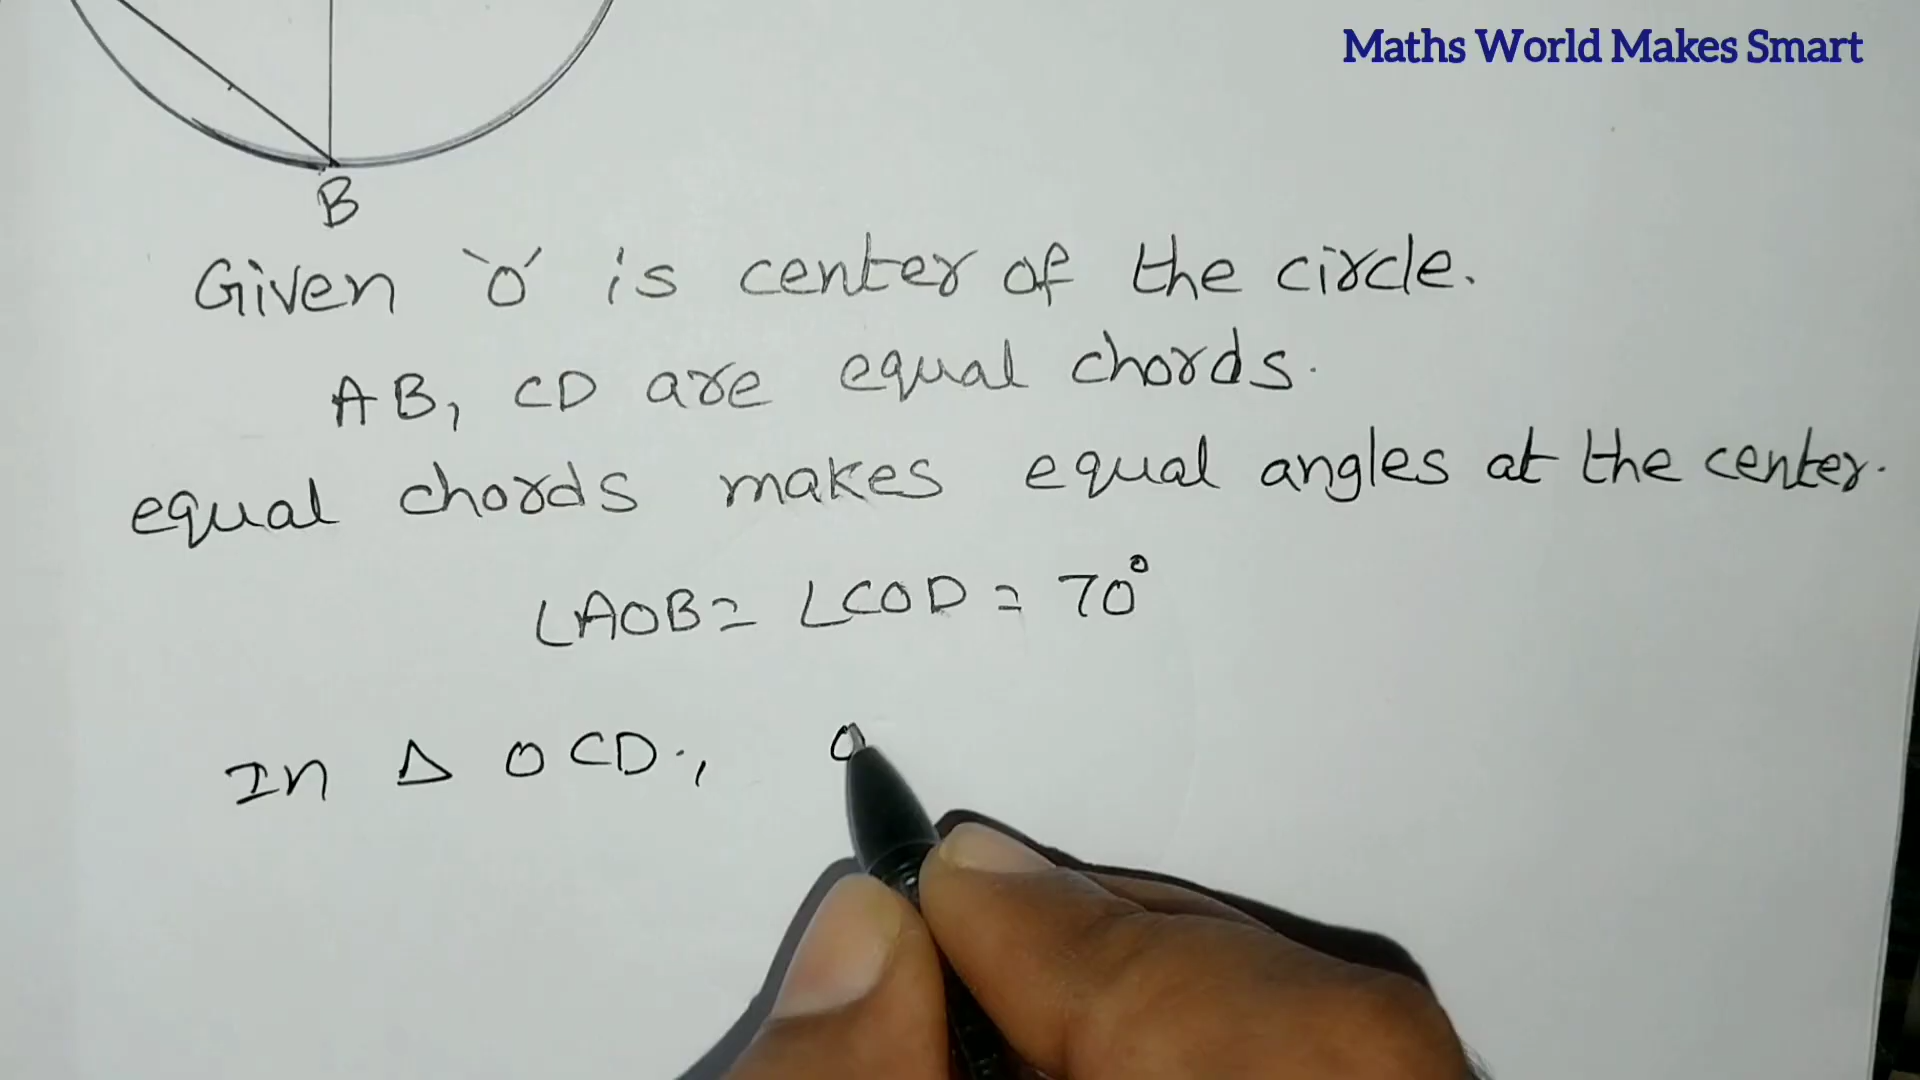 Maths World Makes Smart
B
Given 'O' is center of the circle.
AB, CD are equal chords.
equal chords makes equal angles at the center.
∠AOB = ∠COD = 70°
In Δ OCD, O